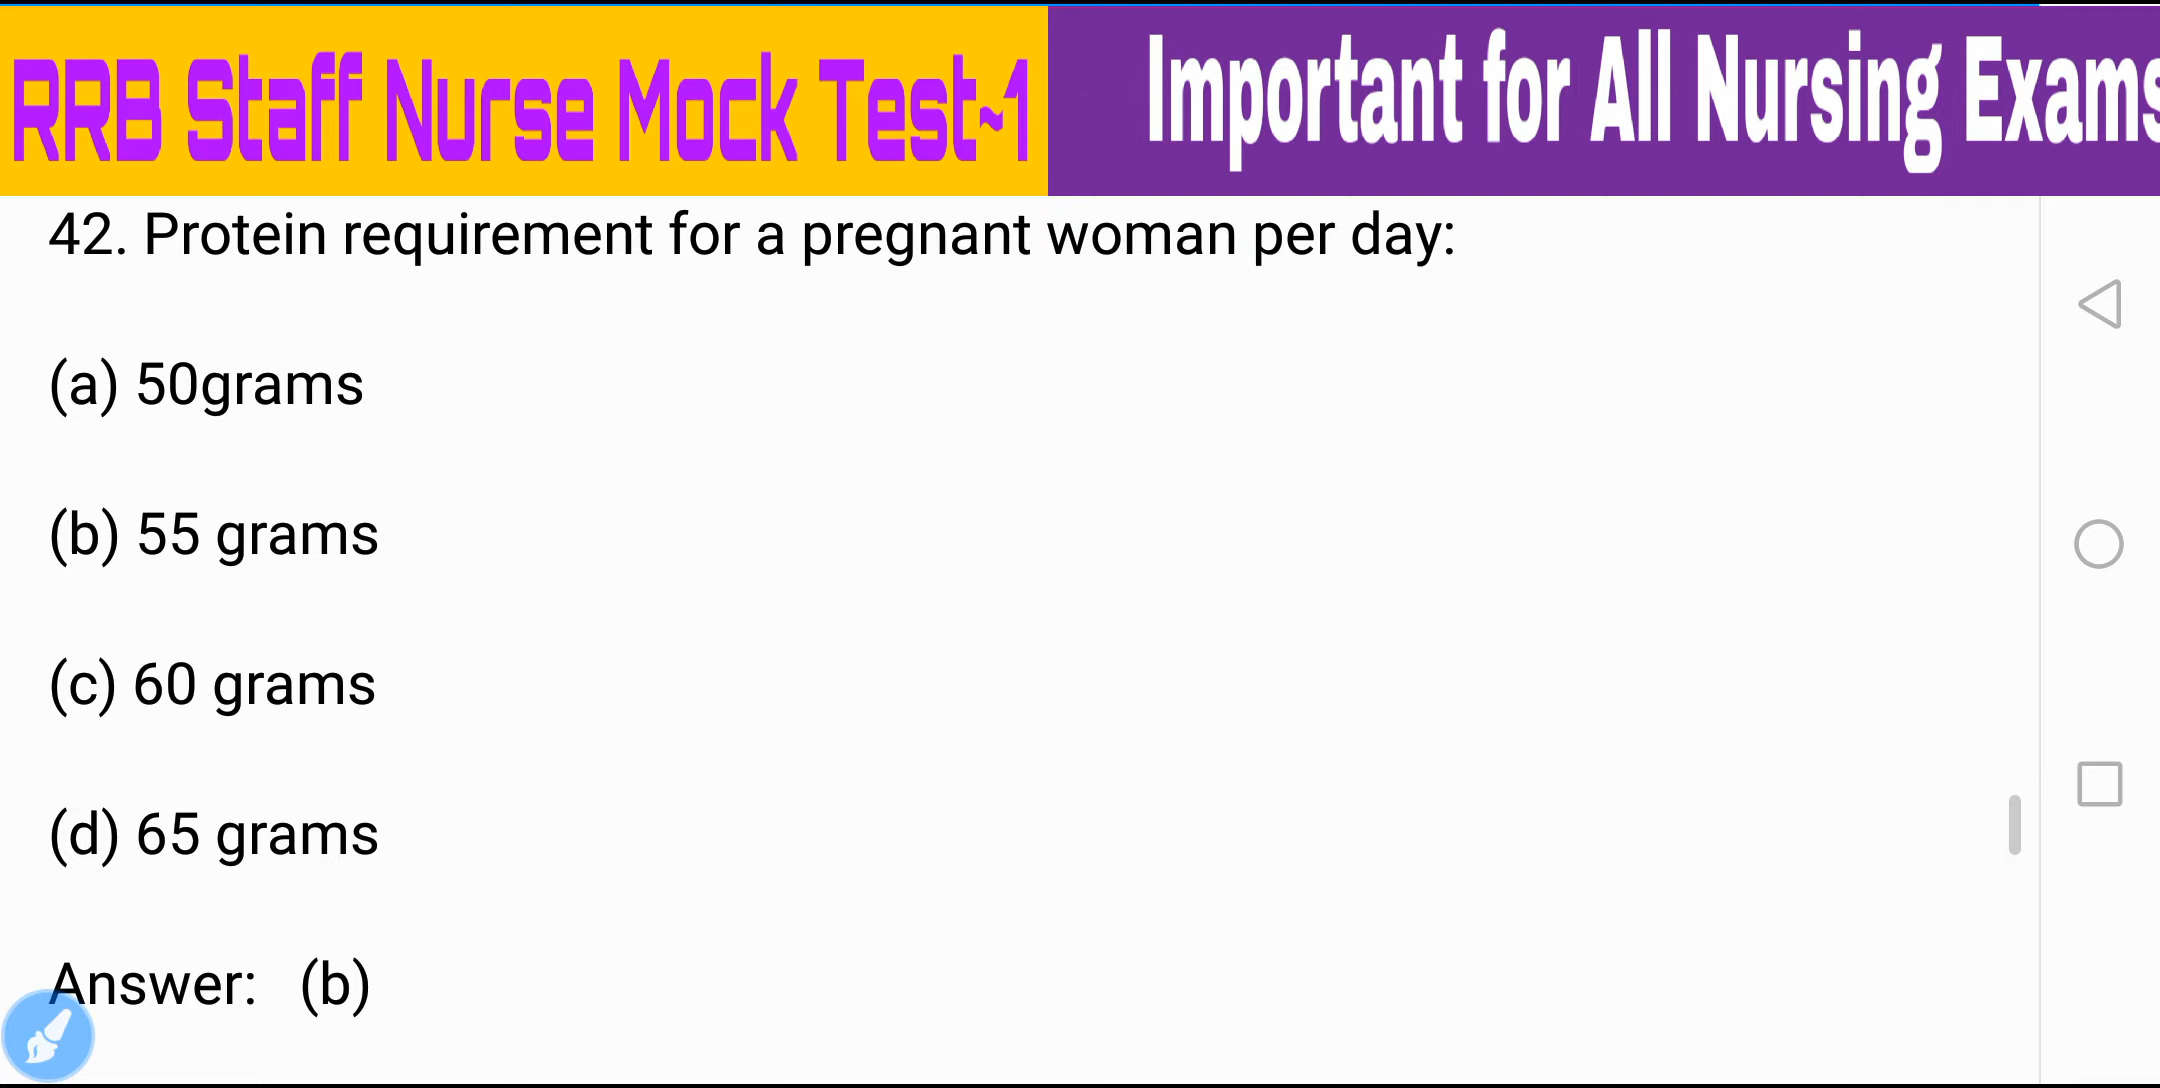 RRB Staff Nurse Mock Test~1
Important for All Nursing Exams
42. Protein requirement for a pregnant woman per day:
(a) 50grams
(b) 55 grams
(c) 60 grams
(d) 65 grams
Answer: (b)